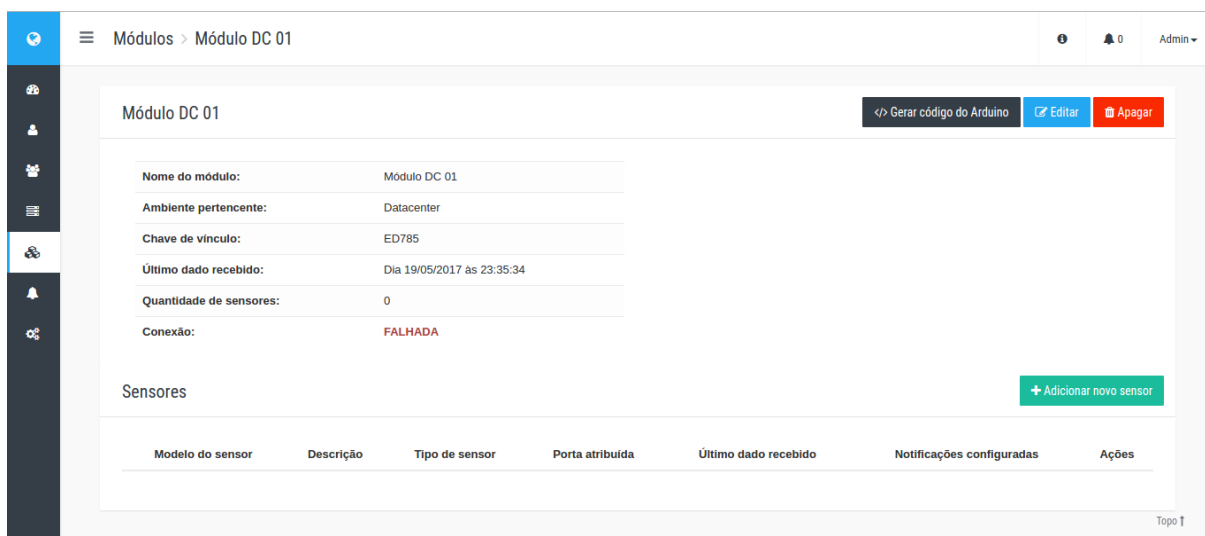 Módulos > Módulo DC 01
0
Admin
Módulo DC 01
</> Gerar código do Arduino
Editar
Apagar
Nome do módulo: Módulo DC 01
Ambiente pertencente: Datacenter
Chave de vínculo: ED785
Último dado recebido: Dia 19/05/2017 às 23:35:34
Quantidade de sensores: 0
Conexão: FALHADA
Sensores
+ Adicionar novo sensor
Modelo do sensor Descrição Tipo de sensor Porta atribuída Último dado recebido Notificações configuradas Ações
Topo